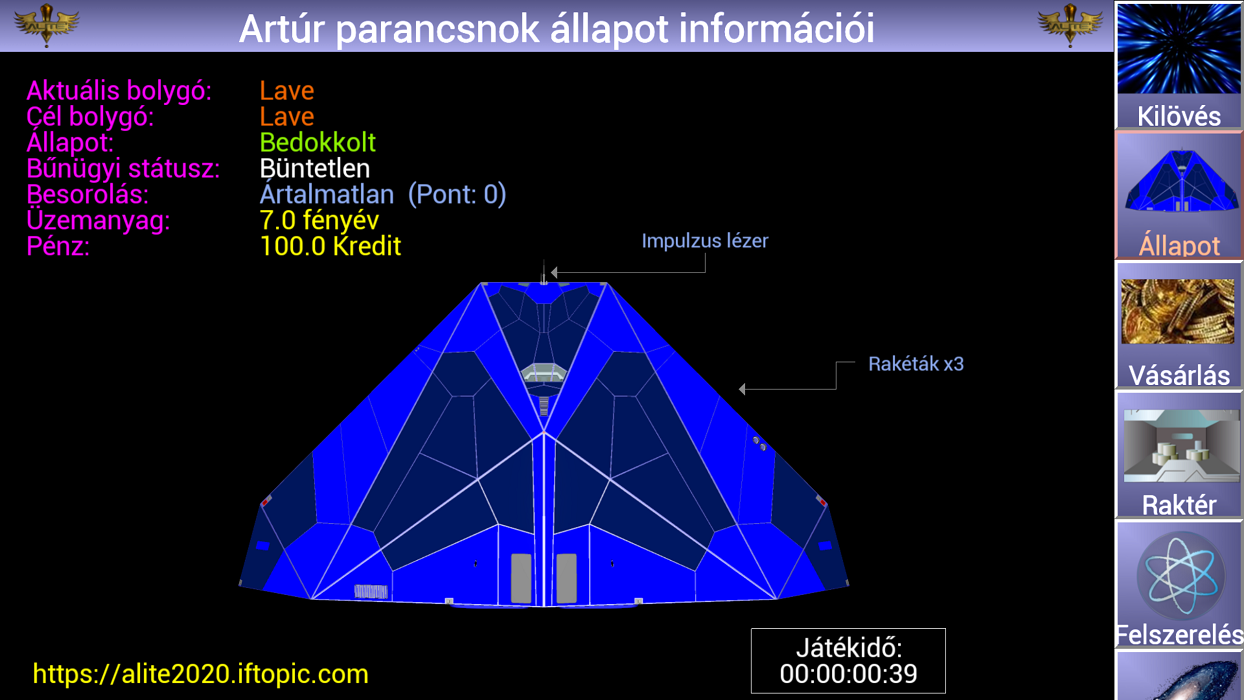 Artúr parancsnok állapot információi
ALITE
ALITE
Aktuális bolygó: Lave
Cél bolygó: Lave
Állapot: Bedokkolt
Bűnügyi státusz: Büntetlen
Besorolás: Ártalmatlan (Pont: 0)
Üzemanyag: 7.0 fényév
Pénz: 100.0 Kredit
Impulzus lézer
Rakéták x3
Játékidő:
00:00:00:39
https://alite2020.iftopic.com
Kilövés
Állapot
Vásárlás
Raktér
Felszerelés